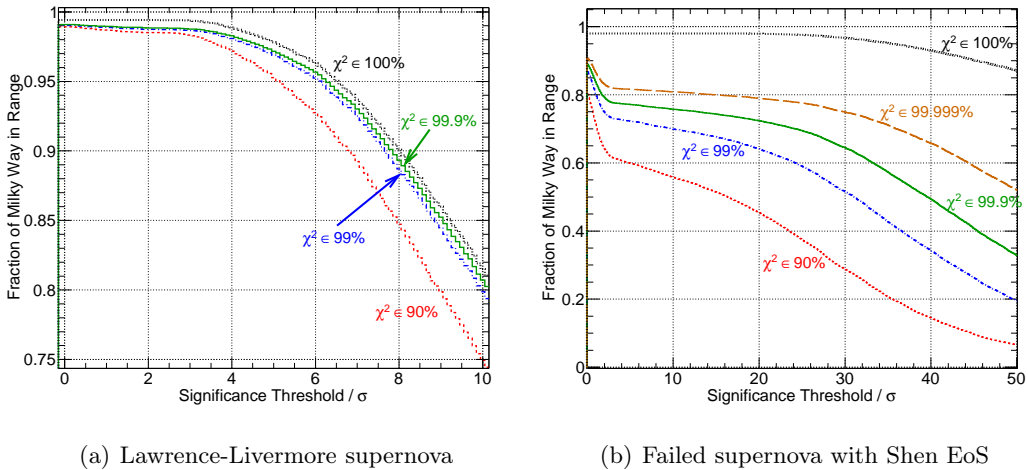 Fraction of Milky Way in Range
1
0.95
0.9
0.85
0.8
0.75
χ² ∈ 100%
χ² ∈ 99.9%
χ² ∈ 99%
χ² ∈ 90%
0 2 4 6 8 10
Significance Threshold / σ
(a) Lawrence-Livermore supernova
Fraction of Milky Way in Range
1
0.8
0.6
0.4
0.2
0
χ² ∈ 100%
χ² ∈ 99.999%
χ² ∈ 99%
χ² ∈ 99.9%
χ² ∈ 90%
0 10 20 30 40 50
Significance Threshold / σ
(b) Failed supernova with Shen EoS